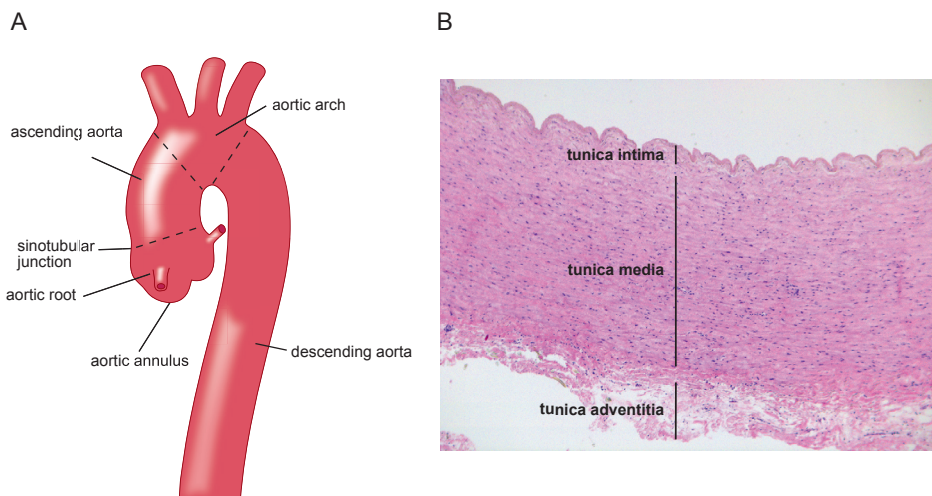 A
B
aortic arch
ascending aorta
sinotubular
junction
aortic root
aortic annulus
descending aorta
tunica intima
tunica media
tunica adventitia